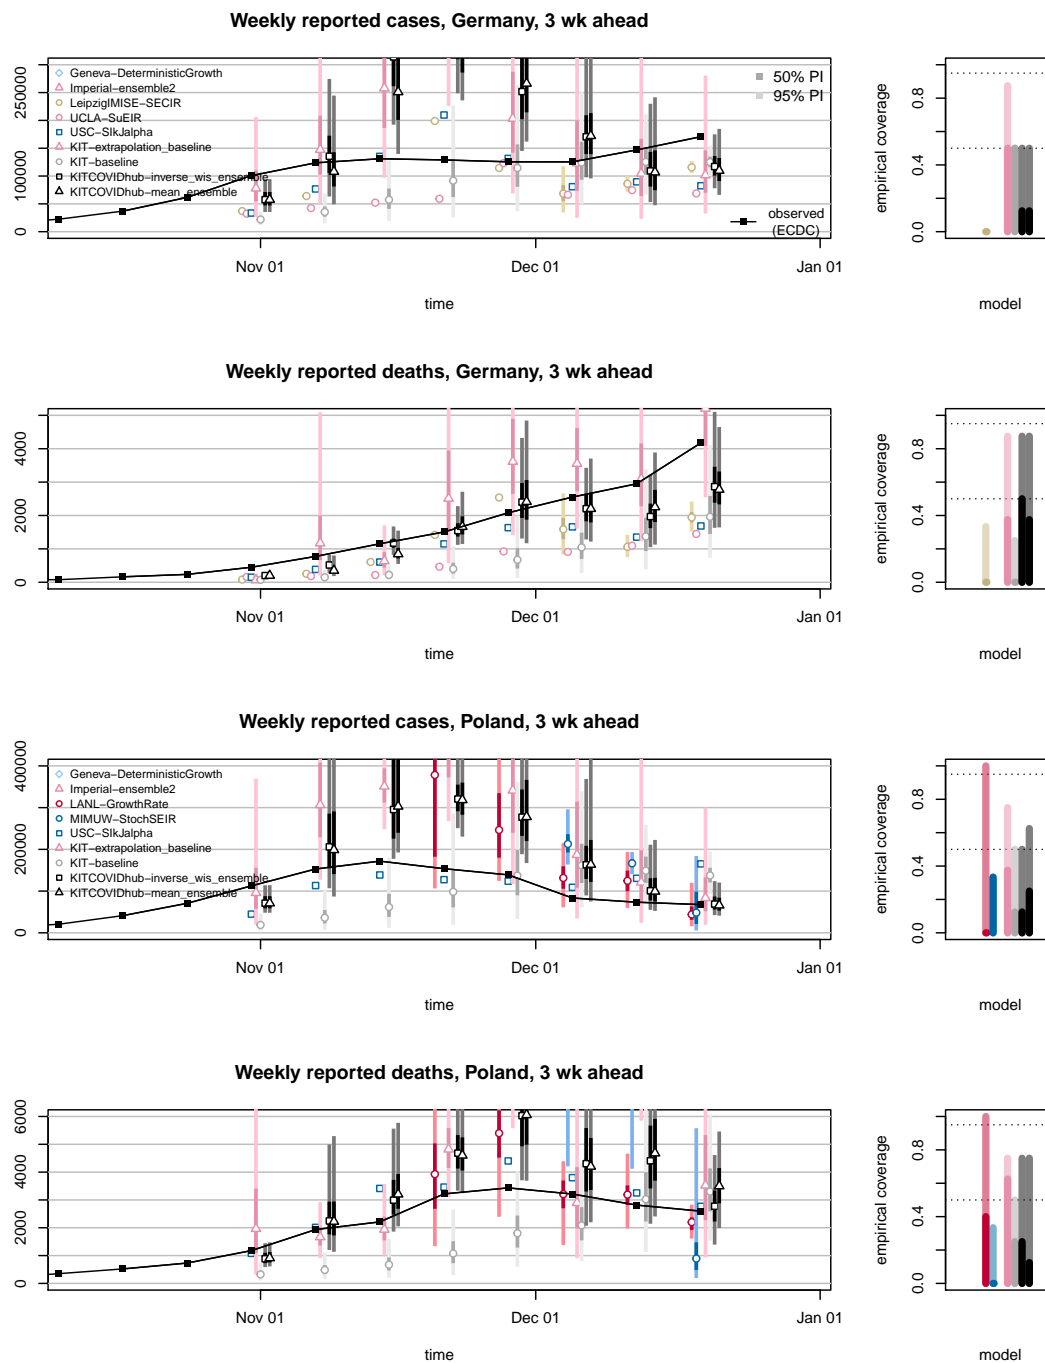 Weekly reported cases, Germany, 3 wk ahead
0
100000
250000
Geneva−DeterministicGrowth
Imperial−ensemble2
LeipzigIMISE−SECIR
UCLA−SuEIR
USC−SIkJalpha
KIT−extrapolation_baseline
KIT−baseline
KITCOVIDhub−inverse_wis_ensemble
KITCOVIDhub−mean_ensemble
50% PI
95% PI
observed
(ECDC)
Nov 01
Dec 01
Jan 01
time
empirical coverage
0.0
0.4
0.8
model
Weekly reported deaths, Germany, 3 wk ahead
0
2000
4000
Nov 01
Dec 01
Jan 01
time
empirical coverage
0.0
0.4
0.8
model
Weekly reported cases, Poland, 3 wk ahead
0
200000
400000
Geneva−DeterministicGrowth
Imperial−ensemble2
LANL−GrowthRate
MIMUW−StochSEIR
USC−SIkJalpha
KIT−extrapolation_baseline
KIT−baseline
KITCOVIDhub−inverse_wis_ensemble
KITCOVIDhub−mean_ensemble
Nov 01
Dec 01
Jan 01
time
empirical coverage
0.0
0.4
0.8
model
Weekly reported deaths, Poland, 3 wk ahead
0
2000
4000
6000
Nov 01
Dec 01
Jan 01
time
empirical coverage
0.0
0.4
0.8
model